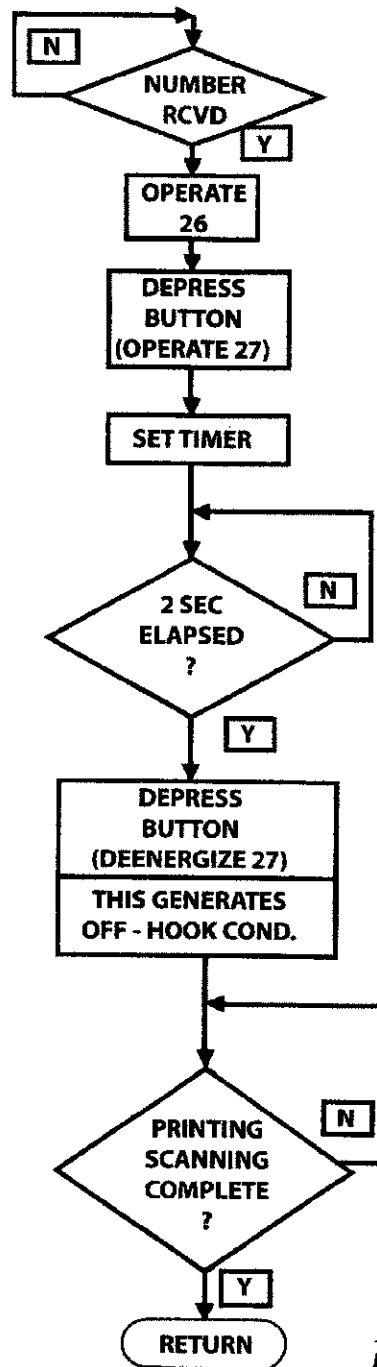 N
NUMBER
RCVD
Y
OPERATE
26
DEPRESS
BUTTON
(OPERATE 27)
SET TIMER
N
2 SEC
ELAPSED
?
Y
DEPRESS
BUTTON
(DEENERGIZE 27)
THIS GENERATES
OFF - HOOK COND.
N
PRINTING
SCANNING
COMPLETE
?
Y
RETURN